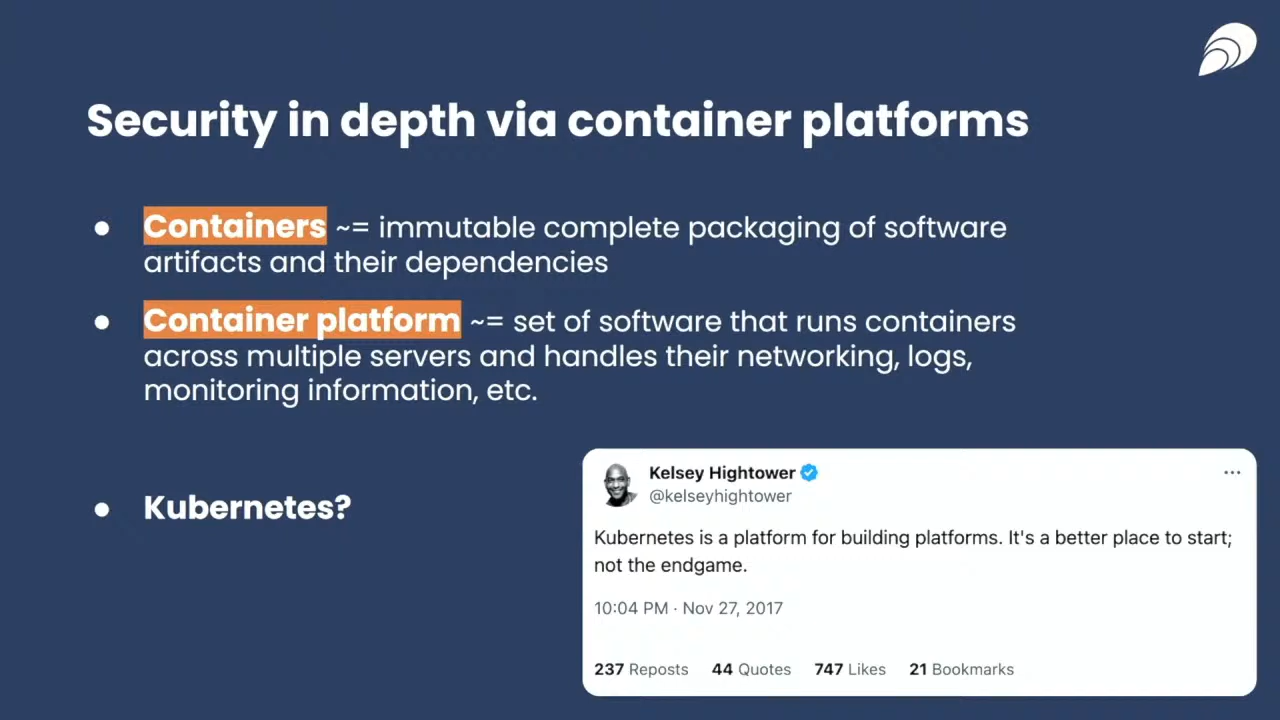 Security in depth via container platforms
● Containers ~= immutable complete packaging of software
artifacts and their dependencies
● Container platform ~= set of software that runs containers
across multiple servers and handles their networking, logs,
monitoring information, etc.
● Kubernetes?
Kelsey Hightower
@kelseyhightower
Kubernetes is a platform for building platforms. It's a better place to start;
not the endgame.
10:04 PM · Nov 27, 2017
237 Reposts 44 Quotes 747 Likes 21 Bookmarks